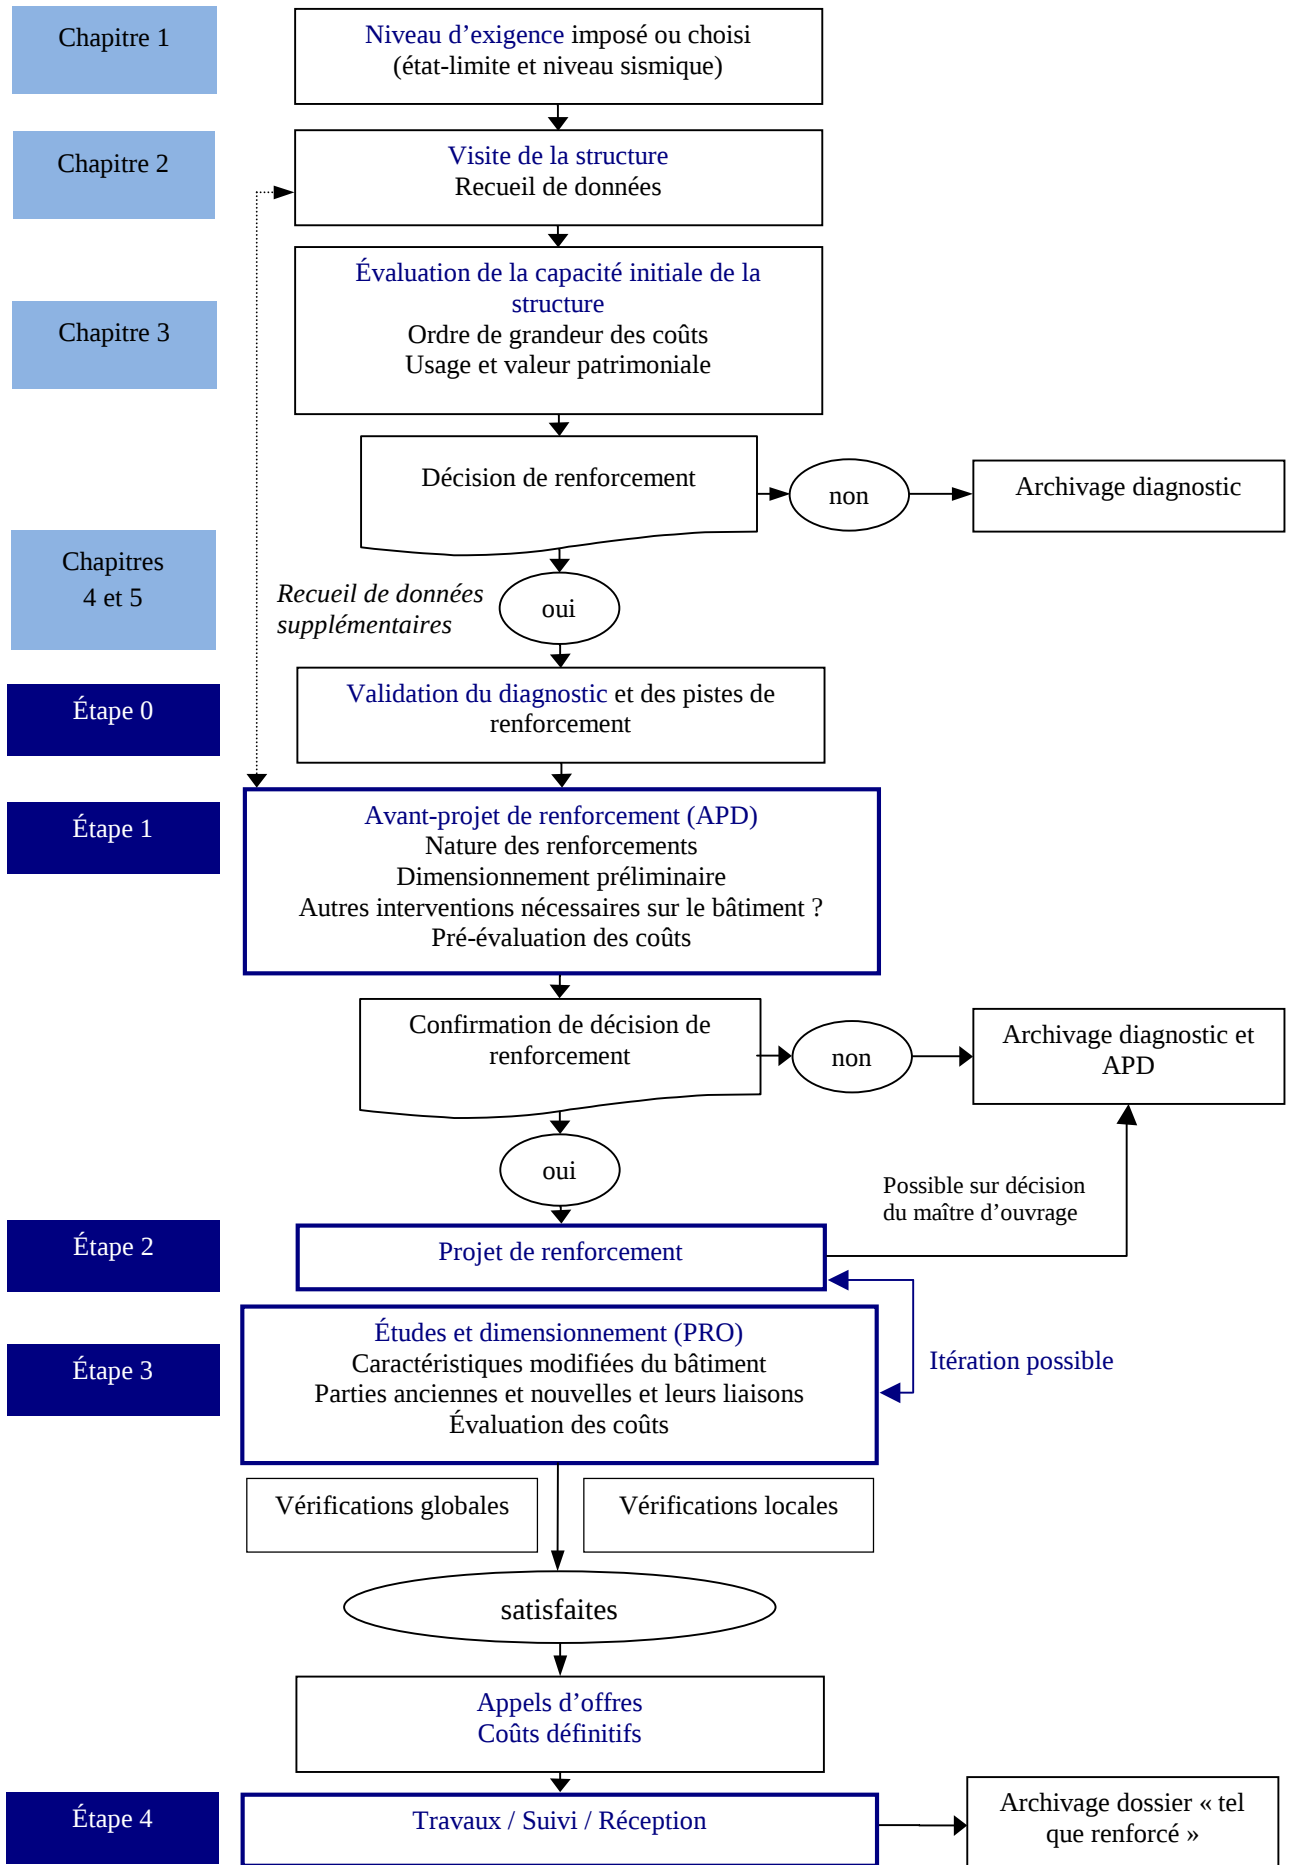 Chapitre 1
Niveau d’exigence imposé ou choisi
(état-limite et niveau sismique)
Chapitre 2
Visite de la structure
Recueil de données
Chapitre 3
Évaluation de la capacité initiale de la
structure
Ordre de grandeur des coûts
Usage et valeur patrimoniale
Décision de renforcement
non
Archivage diagnostic
Chapitres
4 et 5
Recueil de données
supplémentaires
oui
Étape 0
Validation du diagnostic et des pistes de
renforcement
Étape 1
Avant-projet de renforcement (APD)
Nature des renforcements
Dimensionnement préliminaire
Autres interventions nécessaires sur le bâtiment ?
Pré-évaluation des coûts
Confirmation de décision de
renforcement
non
Archivage diagnostic et
APD
oui
Possible sur décision
du maître d’ouvrage
Étape 2
Projet de renforcement
Étape 3
Études et dimensionnement (PRO)
Caractéristiques modifiées du bâtiment
Parties anciennes et nouvelles et leurs liaisons
Évaluation des coûts
Itération possible
Vérifications globales
Vérifications locales
satisfaites
Appels d’offres
Coûts définitifs
Étape 4
Travaux / Suivi / Réception
Archivage dossier « tel
que renforcé »